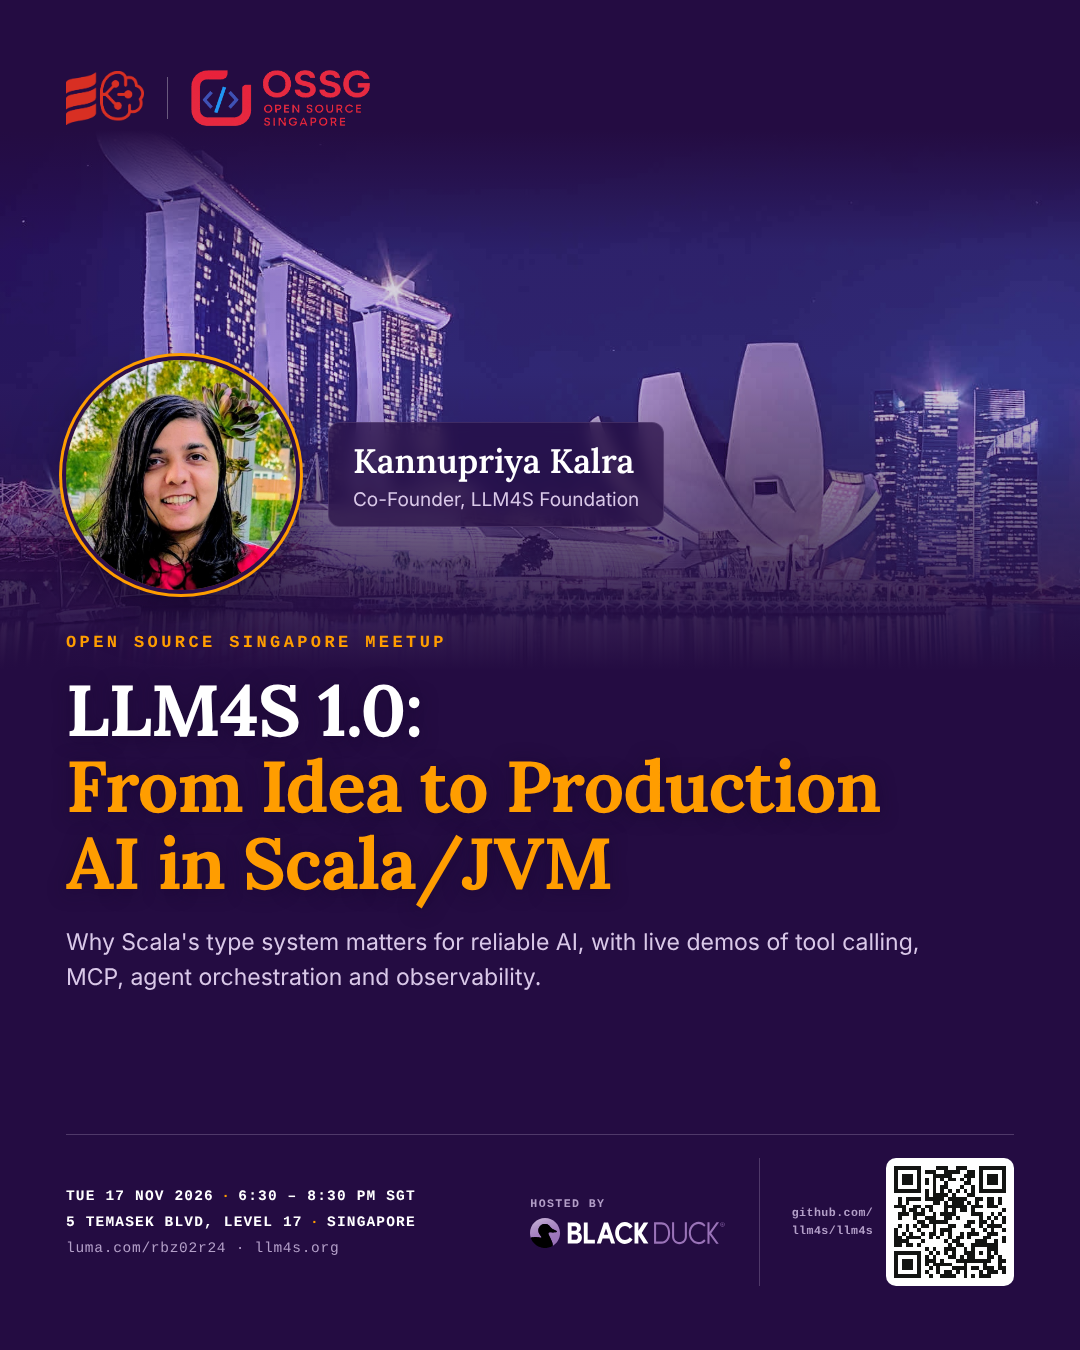 OSSG
OPEN SOURCE
SINGAPORE
Kannupriya Kalra
Co-Founder, LLM4S Foundation
OPEN SOURCE SINGAPORE MEETUP
LLM4S 1.0:
From Idea to Production
AI in Scala/JVM
Why Scala's type system matters for reliable AI, with live demos of tool calling,
MCP, agent orchestration and observability.
TUE 17 NOV 2026 · 6:30 – 8:30 PM SGT
5 TEMASEK BLVD, LEVEL 17 · SINGAPORE
luma.com/rbz02r24 · llm4s.org
HOSTED BY
BLACKDUCK®
github.com/
llm4s/llm4s